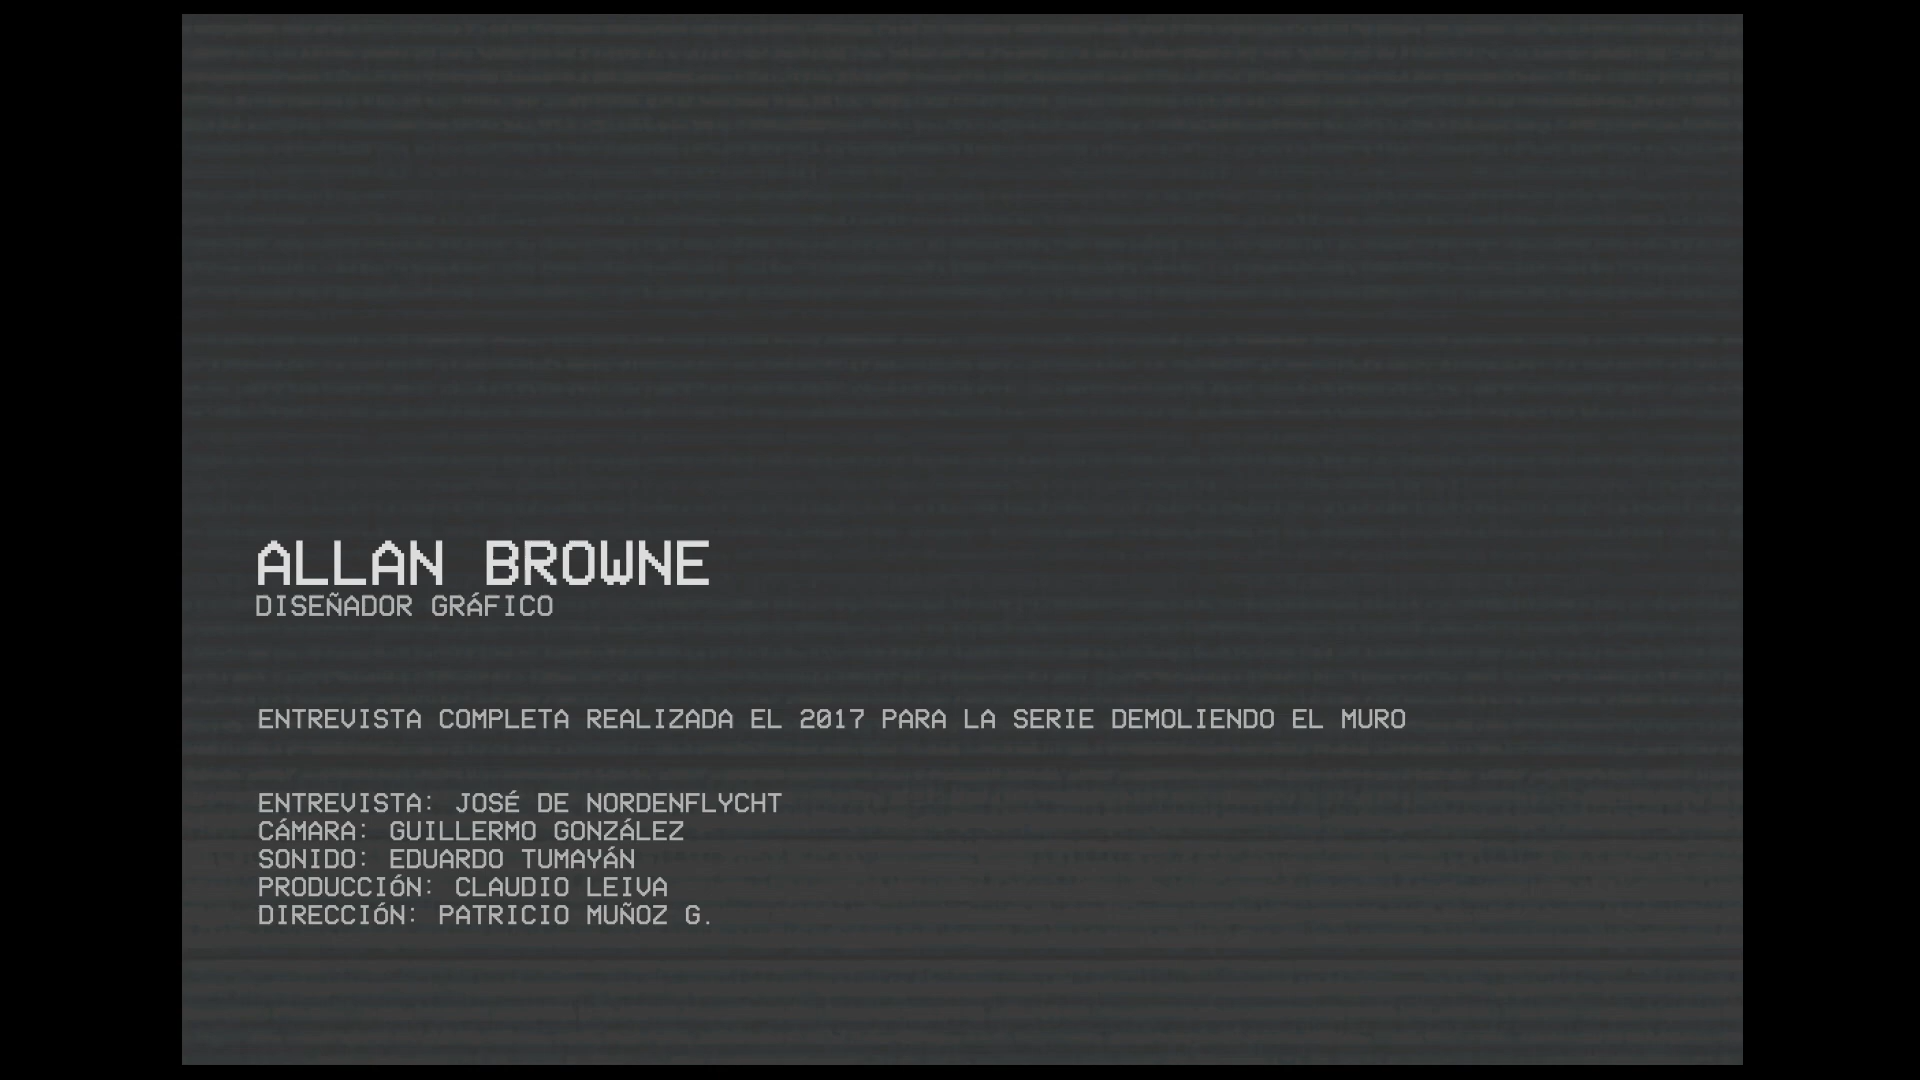 ALLAN BROWNE
DISEÑADOR GRÁFICO
ENTREVISTA COMPLETA REALIZADA EL 2017 PARA LA SERIE DEMOLIENDO EL MURO
ENTREVISTA: JOSÉ DE NORDENFLYCHT
CÁMARA: GUILLERMO GONZÁLEZ
SONIDO: EDUARDO TUMAYÁN
PRODUCCIÓN: CLAUDIO LEIVA
DIRECCIÓN: PATRICIO MUÑOZ G.